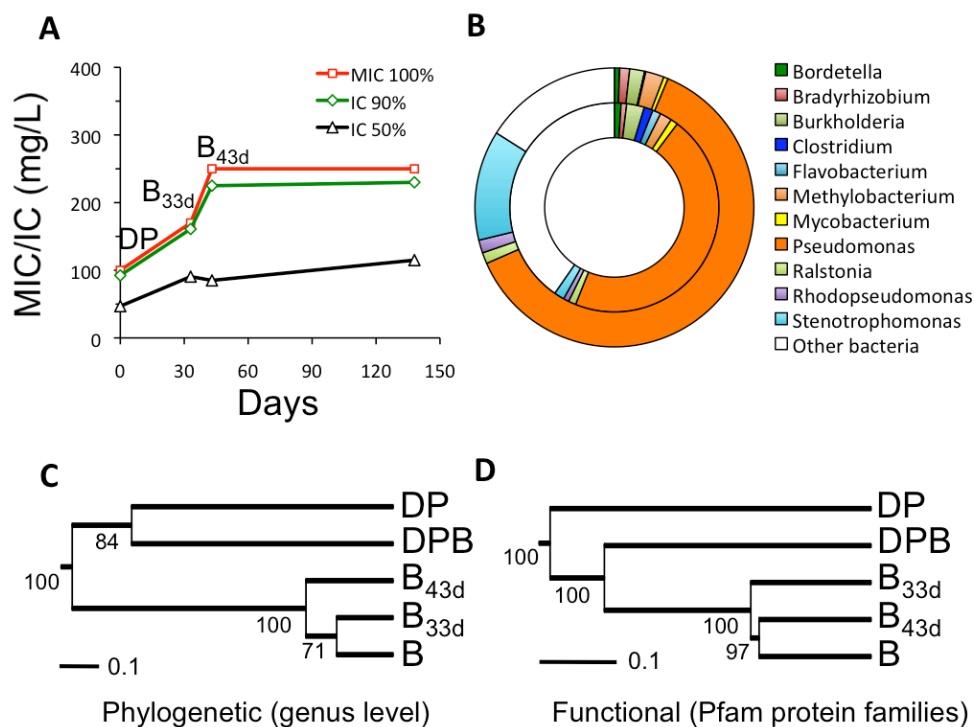 A
MIC/IC (mg/L)
400
300
200
100
0
0 30 60 90 120 150
Days
MIC 100%
IC 90%
IC 50%
DP
B33d
B43d
B
Bordetella
Bradyrhizobium
Burkholderia
Clostridium
Flavobacterium
Methylobacterium
Mycobacterium
Pseudomonas
Ralstonia
Rhodopseudomonas
Stenotrophomonas
Other bacteria
C
DP
DPB
B43d
B33d
B
84
100
100
71
0.1
Phylogenetic (genus level)
D
DP
DPB
B33d
B43d
B
100
100
100
97
0.1
Functional (Pfam protein families)